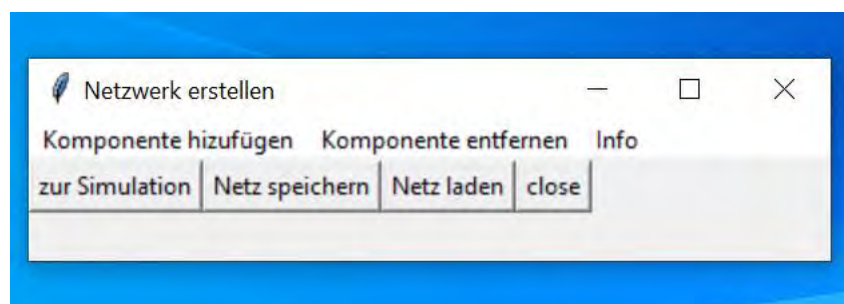 Netzwerk erstellen
Komponente hizufügen Komponente entfernen Info
zur Simulation Netz speichern Netz laden close